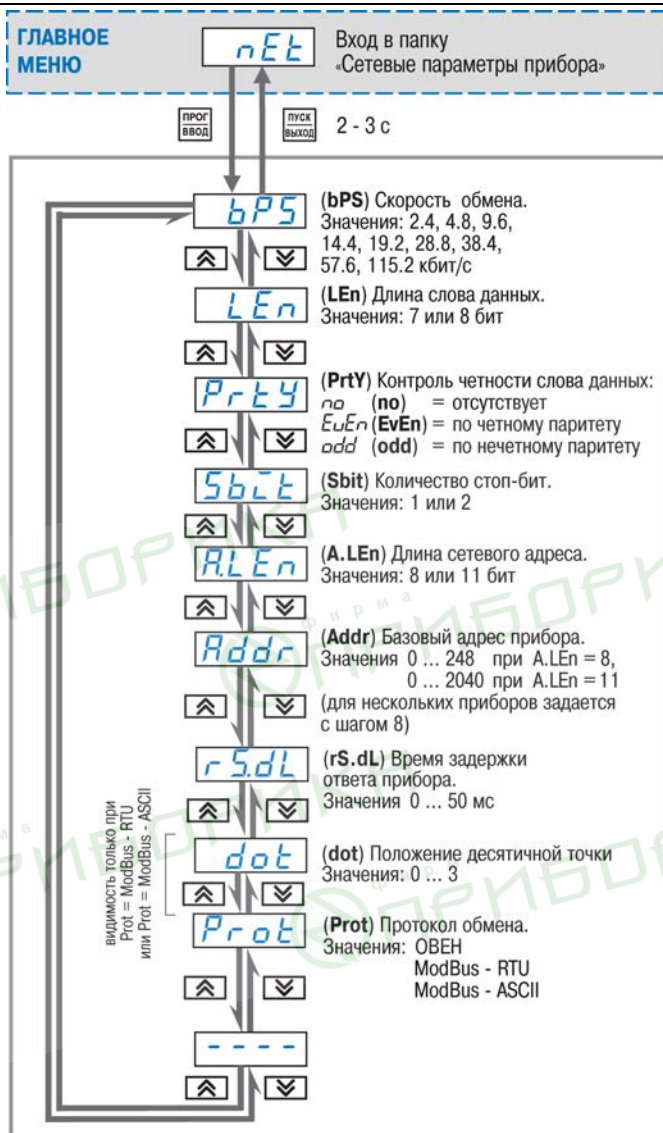 ГЛАВНОЕ
МЕНЮ
nEt
Вход в папку
«Сетевые параметры прибора»
ПРОГ
ВВОД
ПУСК
ВЫХОД
2 - 3 с
bPS
(bPS) Скорость обмена.
Значения: 2.4, 4.8, 9.6,
14.4, 19.2, 28.8, 38.4,
57.6, 115.2 кбит/с
LEn
(LEn) Длина слова данных.
Значения: 7 или 8 бит
PrtY
(PrtY) Контроль четности слова данных:
no (no) = отсутствует
EvEn (EvEn) = по четному паритету
odd (odd) = по нечетному паритету
Sbit
(Sbit) Количество стоп-бит.
Значения: 1 или 2
A.LEn
(A.LEn) Длина сетевого адреса.
Значения: 8 или 11 бит
Addr
(Addr) Базовый адрес прибора.
Значения 0 ... 248 при A.LEn = 8,
0 ... 2040 при A.LEn = 11
(для нескольких приборов задается
с шагом 8)
rS.dL
(rS.dL) Время задержки
ответа прибора.
Значения 0 ... 50 мс
видимость только при
Prot = ModBus - RTU
или Prot = ModBus - ASCII
dot
(dot) Положение десятичной точки
Значения: 0 ... 3
Prot
(Prot) Протокол обмена.
Значения: ОВЕН
ModBus - RTU
ModBus - ASCII
- - - -
фирма
ПРИБОРИКА